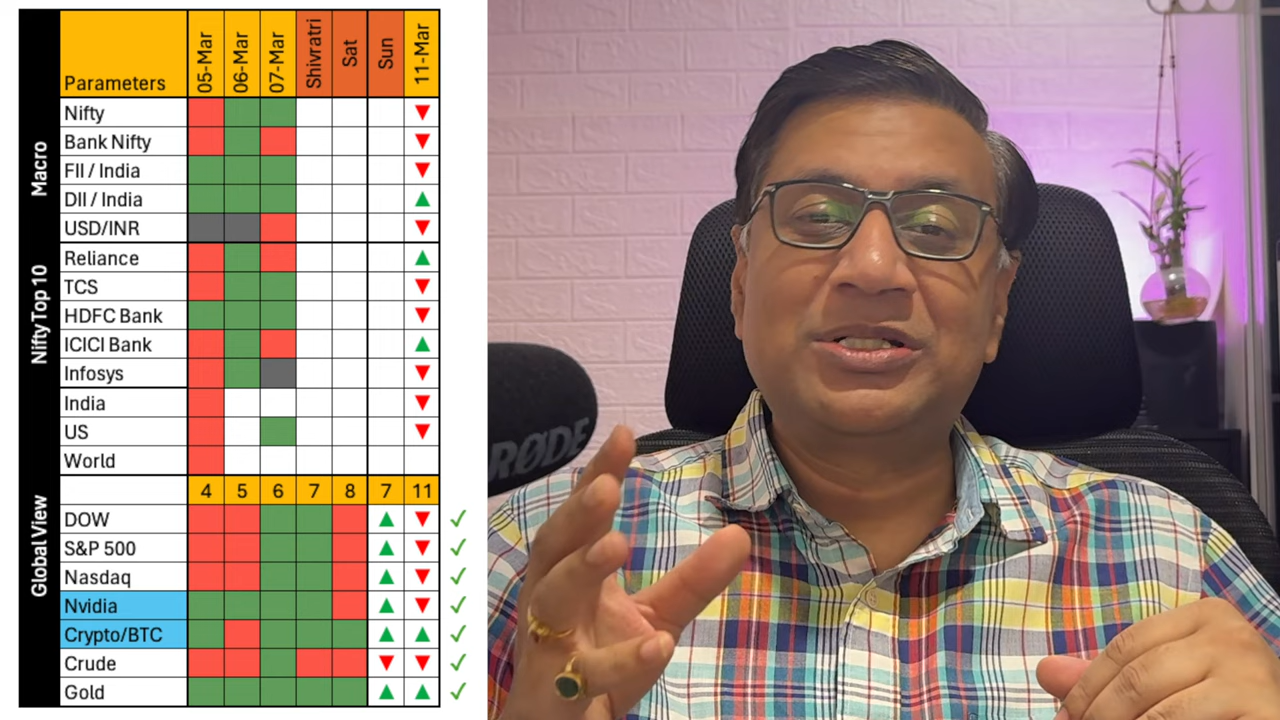 Parameters 05-Mar 06-Mar 07-Mar Shivratri Sat Sun 11-Mar
Macro
Nifty
Bank Nifty
FII / India
DII / India
USD/INR
Nifty Top 10
Reliance
TCS
HDFC Bank
ICICI Bank
Infosys
Global View
India
US
World
4 5 6 7 8 7 11
DOW ✓
S&P 500 ✓
Nasdaq ✓
Nvidia ✓
Crypto/BTC ✓
Crude ✓
Gold ✓
RØDE